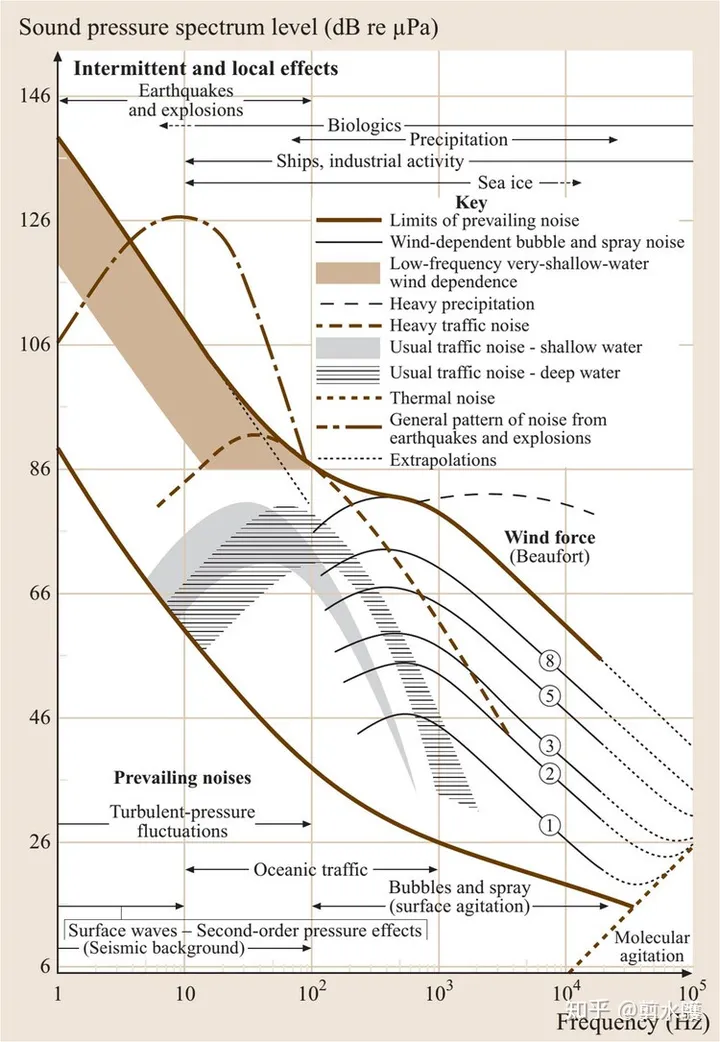 Sound pressure spectrum level (dB re µPa)
Intermittent and local effects
146
Earthquakes
and explosions
Biologics
Precipitation
Ships, industrial activity
Sea ice
Key
126
Limits of prevailing noise
Wind-dependent bubble and spray noise
Low-frequency very-shallow-water
wind dependence
Heavy precipitation
106
Heavy traffic noise
Usual traffic noise - shallow water
Usual traffic noise - deep water
Thermal noise
General pattern of noise from
earthquakes and explosions
Extrapolations
86
Wind force
(Beaufort)
66
8
5
46
3
2
Prevailing noises
Turbulent-pressure
fluctuations
1
26
Oceanic traffic
Bubbles and spray
(surface agitation)
Surface waves – Second-order pressure effects
(Seismic background)
Molecular
agitation
6
1 10 10² 10³ 10⁴ 10⁵
Frequency (Hz)